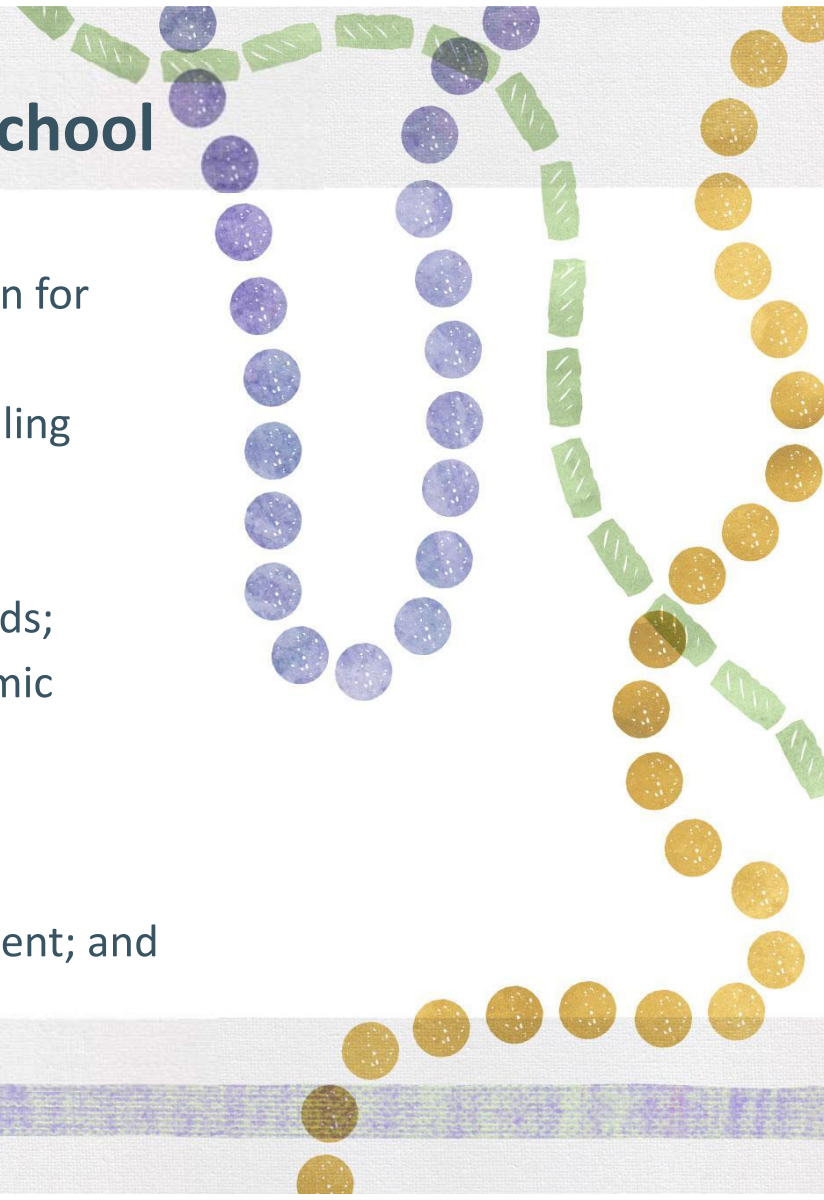 chool
n for
ling
ds;
mic
ent; and